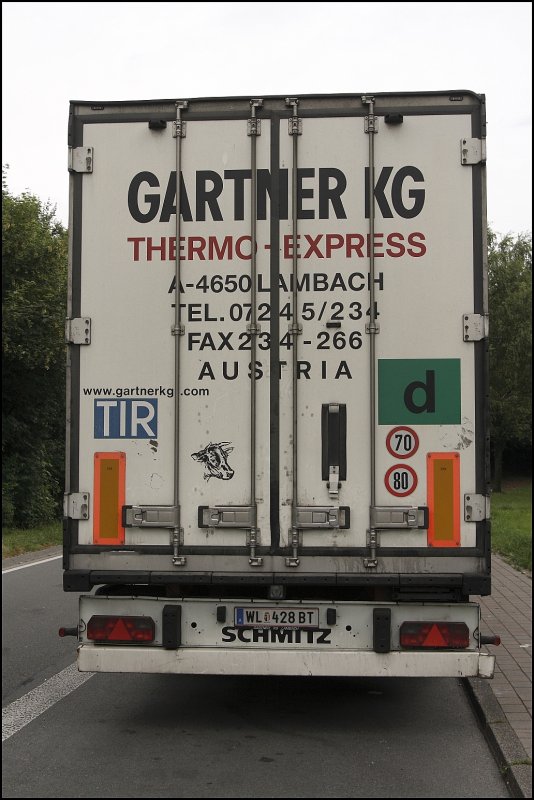 GARTNER KG
THERMO-EXPRESS
A-4650 LAMBACH
TEL. 07245/234
FAX 234-266
AUSTRIA
www.gartnerkg.com
d
TIR
70
80
WL 428 BT
SCHMITZ